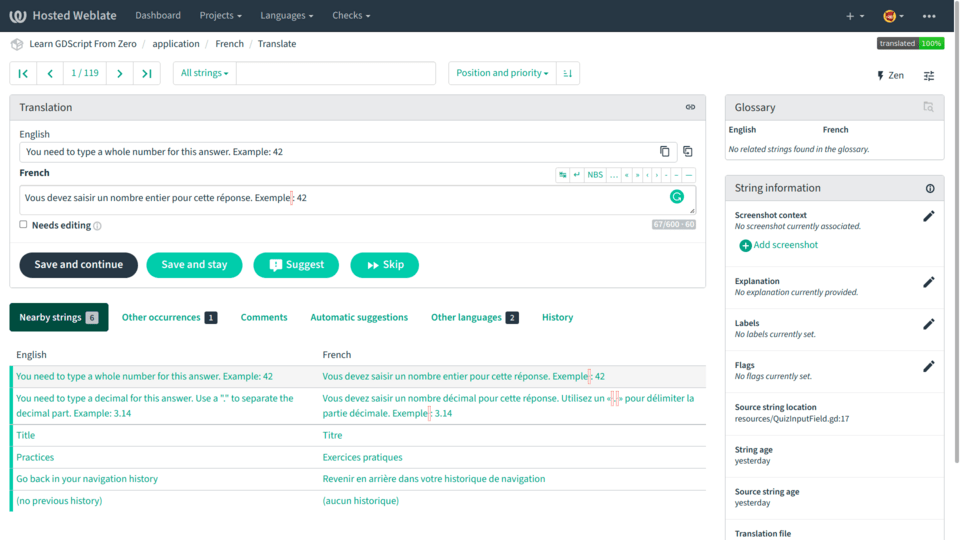 Hosted Weblate Dashboard Projects Languages Checks
Learn GDScript From Zero / application / French / Translate translated 100%
1 / 119 All strings Position and priority Zen
Translation
English
You need to type a whole number for this answer. Example: 42
French
NBS … « » ‹ › - – —
Vous devez saisir un nombre entier pour cette réponse. Exemple : 42
Needs editing
67/600 · 60
Save and continue Save and stay Suggest Skip
Nearby strings 6 Other occurrences 1 Comments Automatic suggestions Other languages 2 History
English French
You need to type a whole number for this answer. Example: 42 Vous devez saisir un nombre entier pour cette réponse. Exemple : 42
You need to type a decimal for this answer. Use a "." to separate the Vous devez saisir un nombre décimal pour cette réponse. Utilisez un « . » pour délimiter la
decimal part. Example: 3.14 partie décimale. Exemple : 3.14
Title Titre
Practices Exercices pratiques
Go back in your navigation history Revenir en arrière dans votre historique de navigation
(no previous history) (aucun historique)
Glossary
English French
No related strings found in the glossary.
String information
Screenshot context
No screenshot currently associated.
Add screenshot
Explanation
No explanation currently provided.
Labels
No labels currently set.
Flags
No flags currently set.
Source string location
resources/QuizInputField.gd:17
String age
yesterday
Source string age
yesterday
Translation file